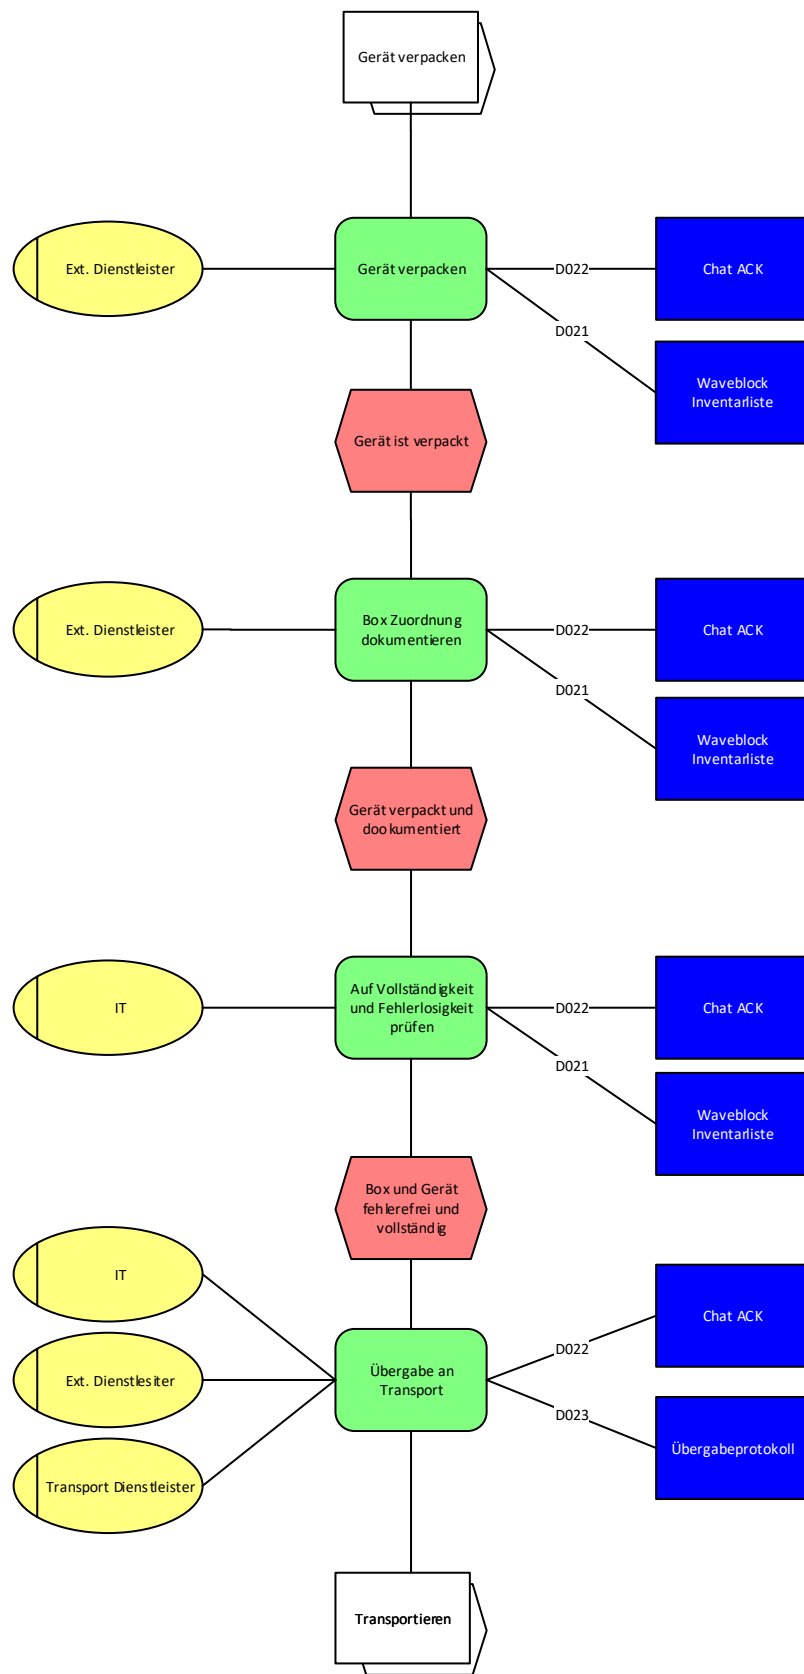 Gerät verpacken
Ext. Dienstleister
Gerät verpacken
D022
Chat ACK
D021
Waveblock
Inventarliste
Gerät ist verpackt
Ext. Dienstleister
Box Zuordnung
dokumentieren
D022
Chat ACK
D021
Waveblock
Inventarliste
Gerät verpackt und
dookumentiert
IT
Auf Vollständigkeit
und Fehlerlosigkeit
prüfen
D022
Chat ACK
D021
Waveblock
Inventarliste
Box und Gerät
fehlerefrei und
vollständig
IT
Ext. Dienstlesiter
Transport Dienstleister
Übergabe an
Transport
D022
Chat ACK
D023
Übergabeprotokoll
Transportieren